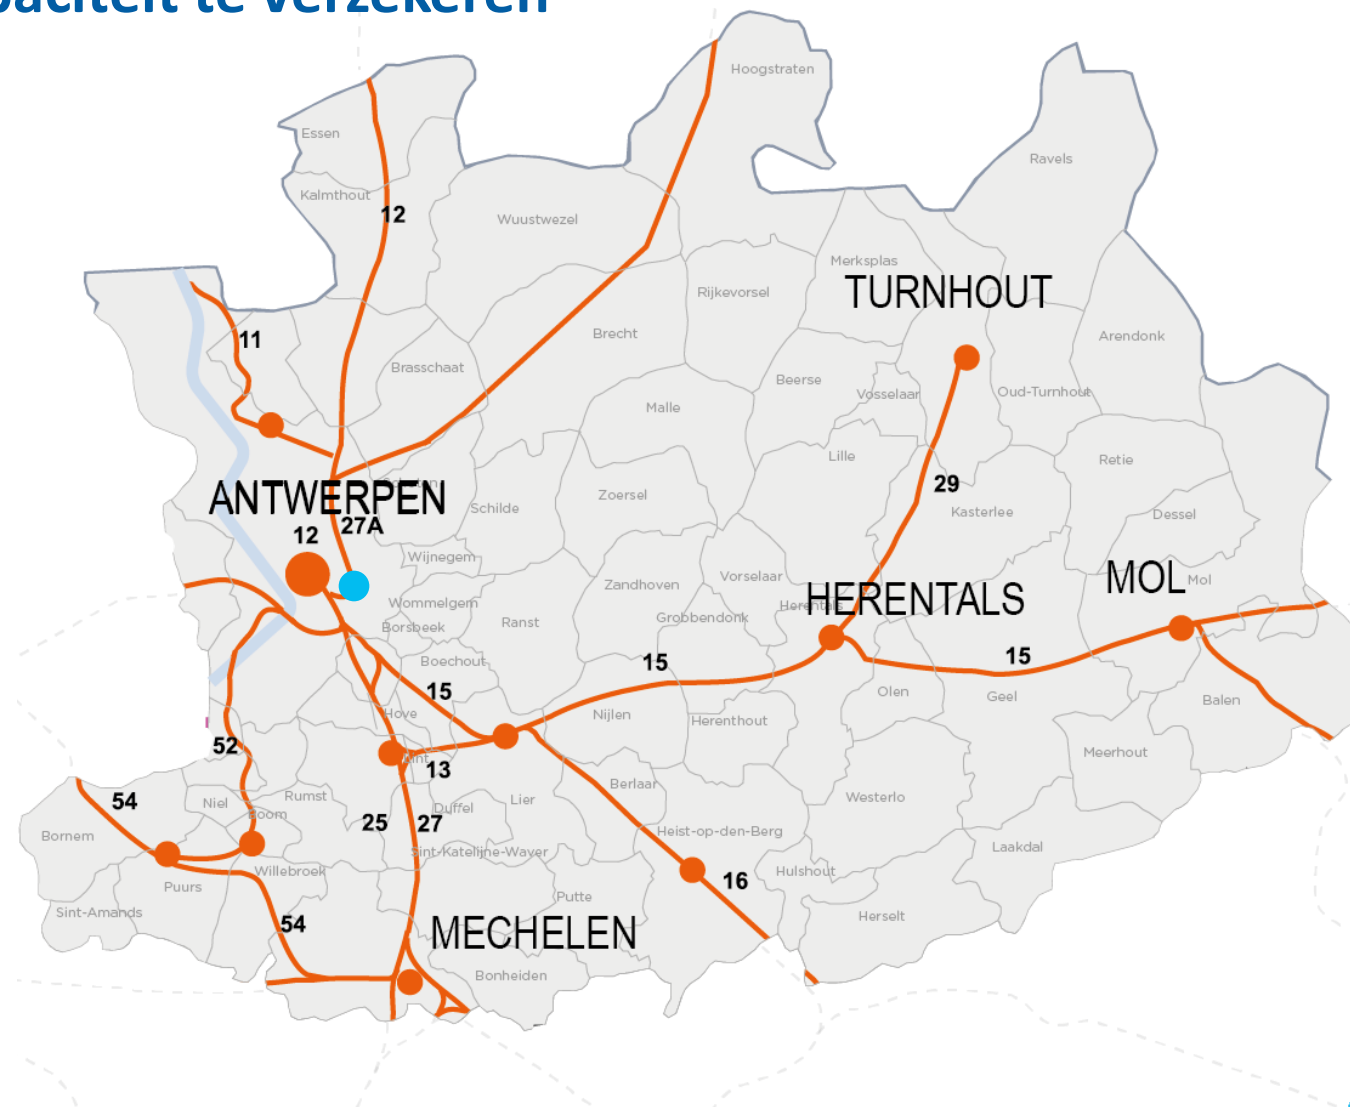 paciteit te verzekeren
Hoogstraten
Essen
Ravels
Kalmthout
12
Wuustwezel
Merksplas
TURNHOUT
Rijkevorsel
11
Brecht
Arendonk
Brasschaat
Beerse
Vosselaar
Oud-Turnhout
Malle
Lille
Retie
29
ANTWERPEN
Zoersel
Schilde
Kasterlee
Dessel
27A
12
Wijnegem
Vorselaar
MOL
Mol
Zandhoven
HERENTALS
Herentals
Wommelgem
Grobbendonk
Ranst
Borsbeek
Boechout
15
15
15
Olen
Geel
Balen
Hove
Nijlen
Herenthout
52
Meerhout
13
54
Berlaar
Niel
Rumst
Westerlo
Lier
Duffel
Boom
25
27
Bornem
Heist-op-den-Berg
Laakdal
Sint-Katelijne-Waver
Willebroek
Hulshout
16
Puurs
Putte
Sint-Amands
Herselt
54
MECHELEN
Bonheiden